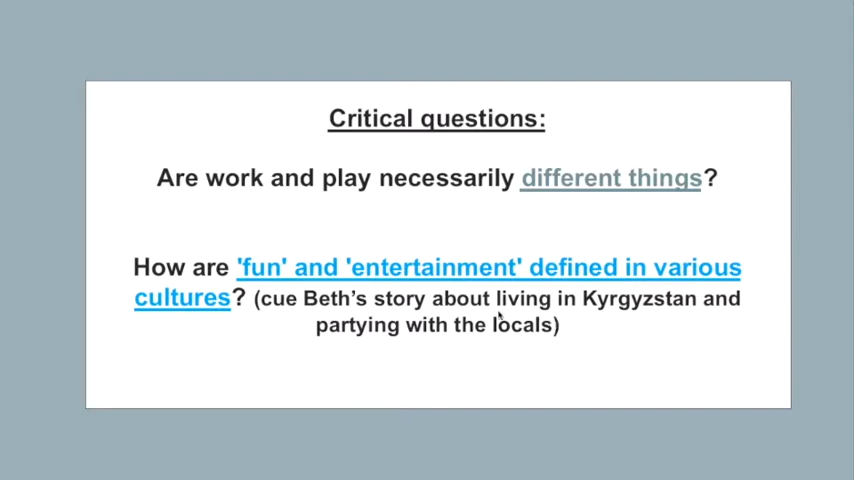 Critical questions:
Are work and play necessarily different things?
How are 'fun' and 'entertainment' defined in various
cultures? (cue Beth’s story about living in Kyrgyzstan and
partying with the locals)